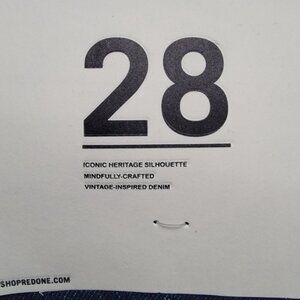 28
ICONIC HERITAGE SILHOUETTE
MINDFULLY-CRAFTED
VINTAGE-INSPIRED DENIM
SHOPREDONE.COM